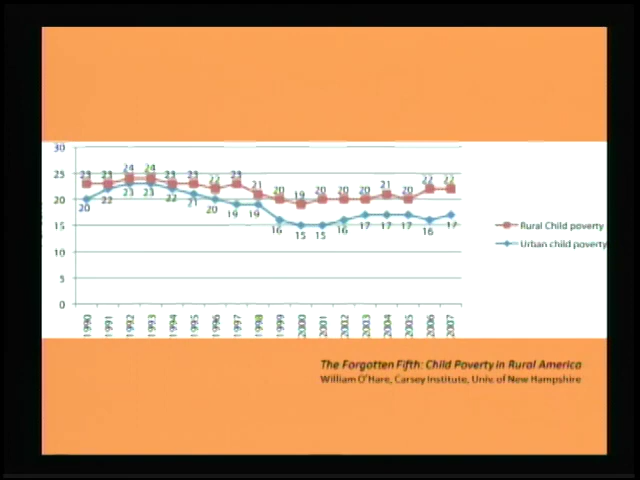 30
25
20
15
10
5
0
23 23 24 24 23 23 22 23 21 20 19 20 20 20 21 20 22 22
20 22 23 23 22 21 20 19 19 16 15 15 16 17 17 17 16 17
1990 1991 1992 1993 1994 1995 1996 1997 1998 1999 2000 2001 2002 2003 2004 2005 2006 2007
Rural Child poverty
Urban child poverty
The Forgotten Fifth: Child Poverty in Rural America
William O'Hare, Carsey Institute, Univ. of New Hampshire